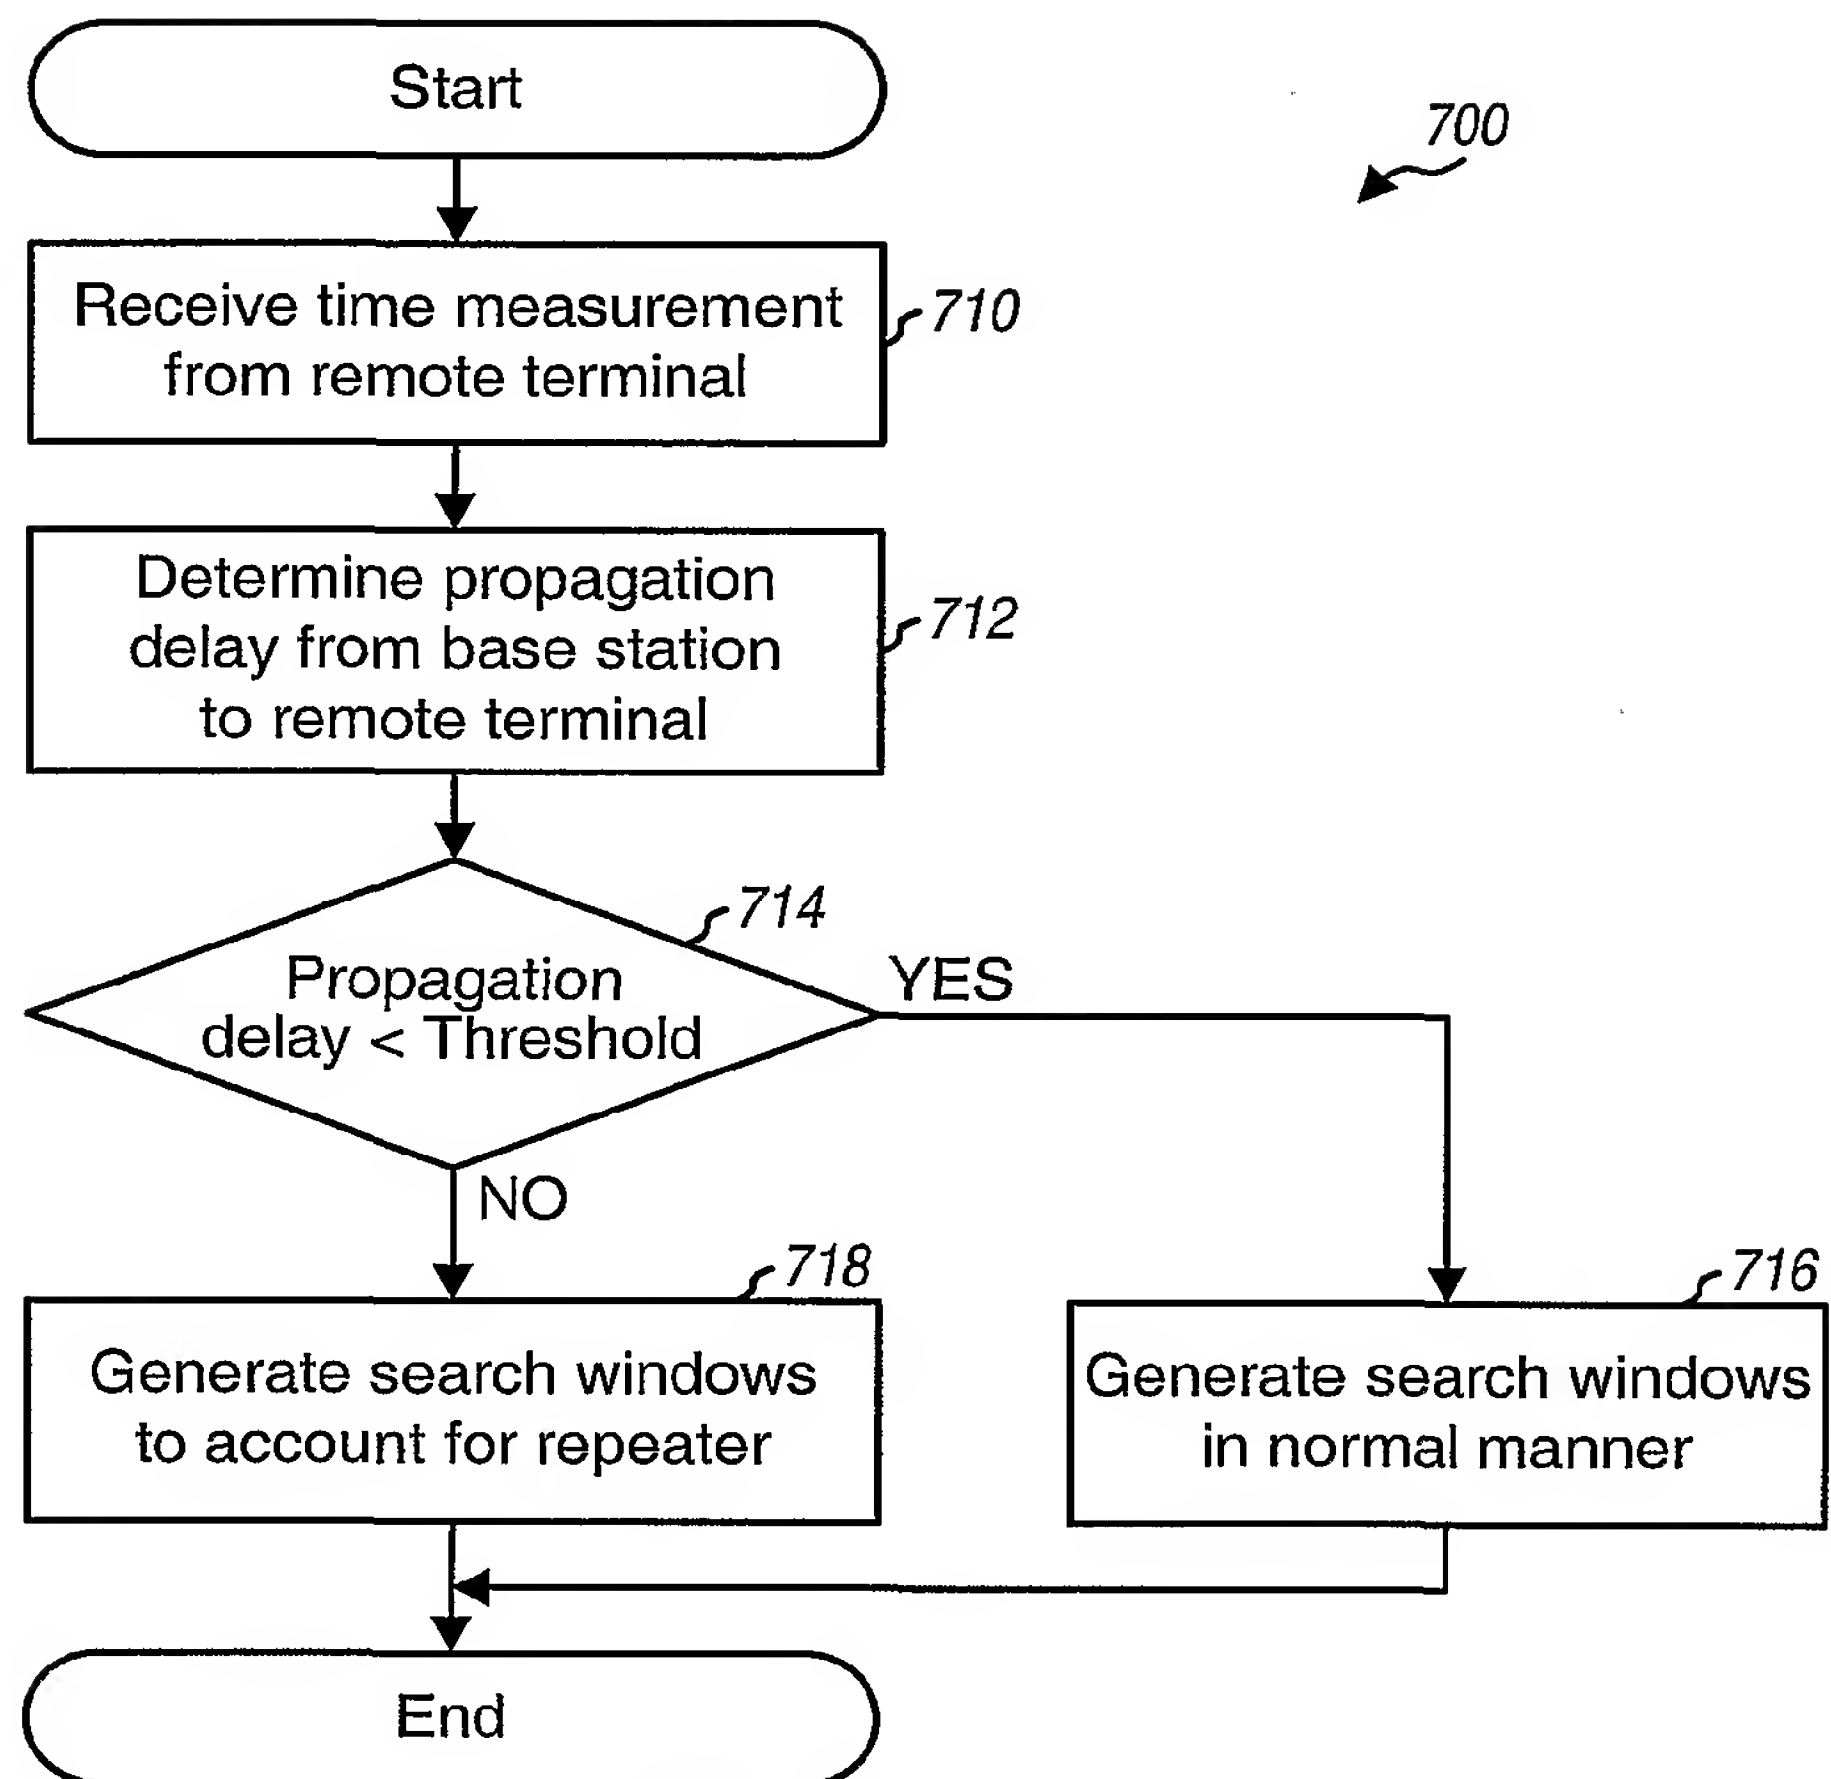 Start
700
Receive time measurement
from remote terminal
710
Determine propagation
delay from base station
to remote terminal
712
714
Propagation
delay < Threshold
YES
NO
718
Generate search windows
to account for repeater
716
Generate search windows
in normal manner
End